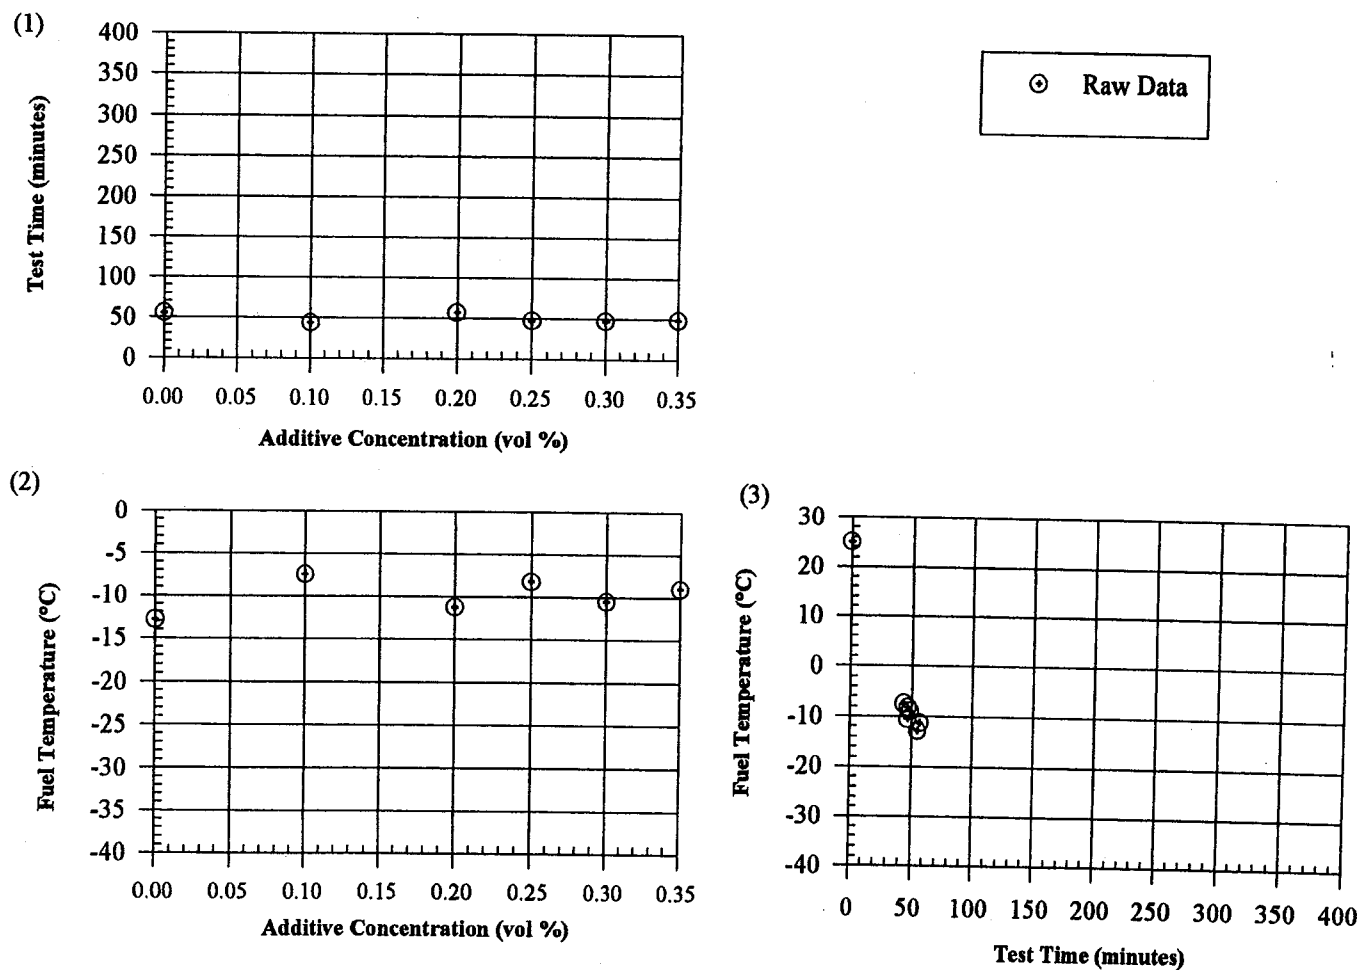 (1)
400
350
300
250
200
150
100
50
0
Test Time (minutes)
0.00 0.05 0.10 0.15 0.20 0.25 0.30 0.35
Additive Concentration (vol %)
Raw Data
(2)
0
-5
-10
-15
-20
-25
-30
-35
-40
Fuel Temperature (°C)
0.00 0.05 0.10 0.15 0.20 0.25 0.30 0.35
Additive Concentration (vol %)
(3)
30
20
10
0
-10
-20
-30
-40
Fuel Temperature (°C)
0 50 100 150 200 250 300 350 400
Test Time (minutes)